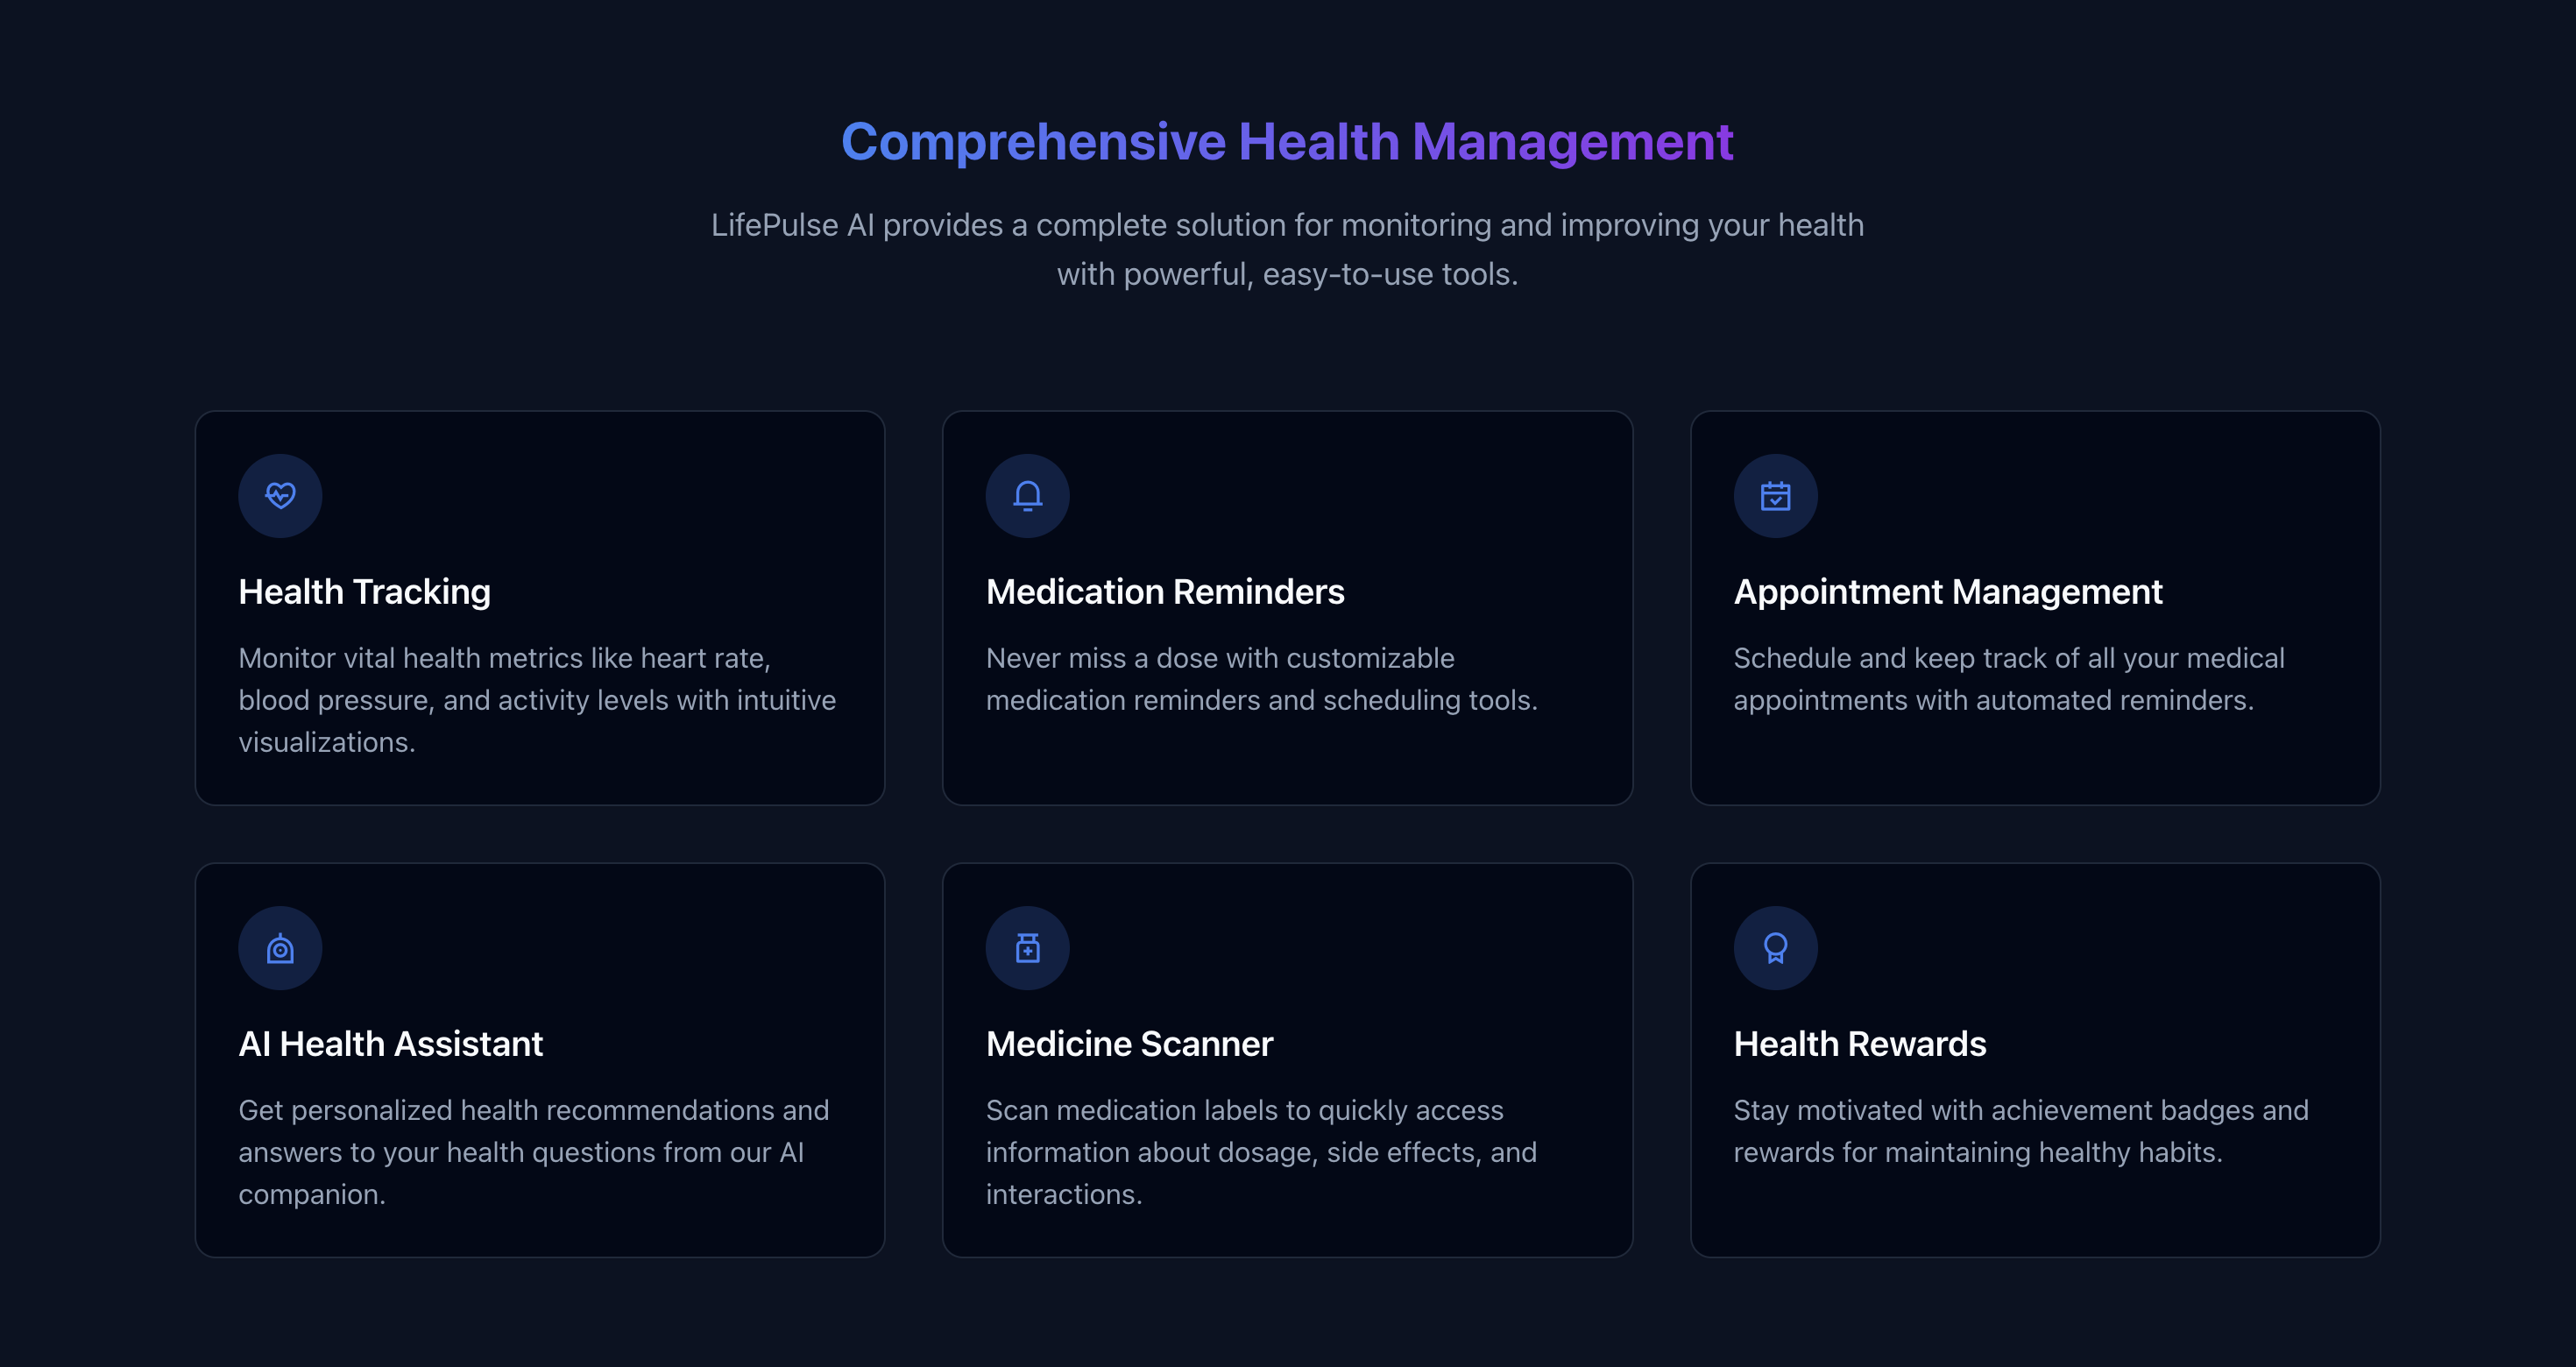 Comprehensive Health Management
LifePulse AI provides a complete solution for monitoring and improving your health
with powerful, easy-to-use tools.
Health Tracking
Monitor vital health metrics like heart rate,
blood pressure, and activity levels with intuitive
visualizations.
Medication Reminders
Never miss a dose with customizable
medication reminders and scheduling tools.
Appointment Management
Schedule and keep track of all your medical
appointments with automated reminders.
AI Health Assistant
Get personalized health recommendations and
answers to your health questions from our AI
companion.
Medicine Scanner
Scan medication labels to quickly access
information about dosage, side effects, and
interactions.
Health Rewards
Stay motivated with achievement badges and
rewards for maintaining healthy habits.